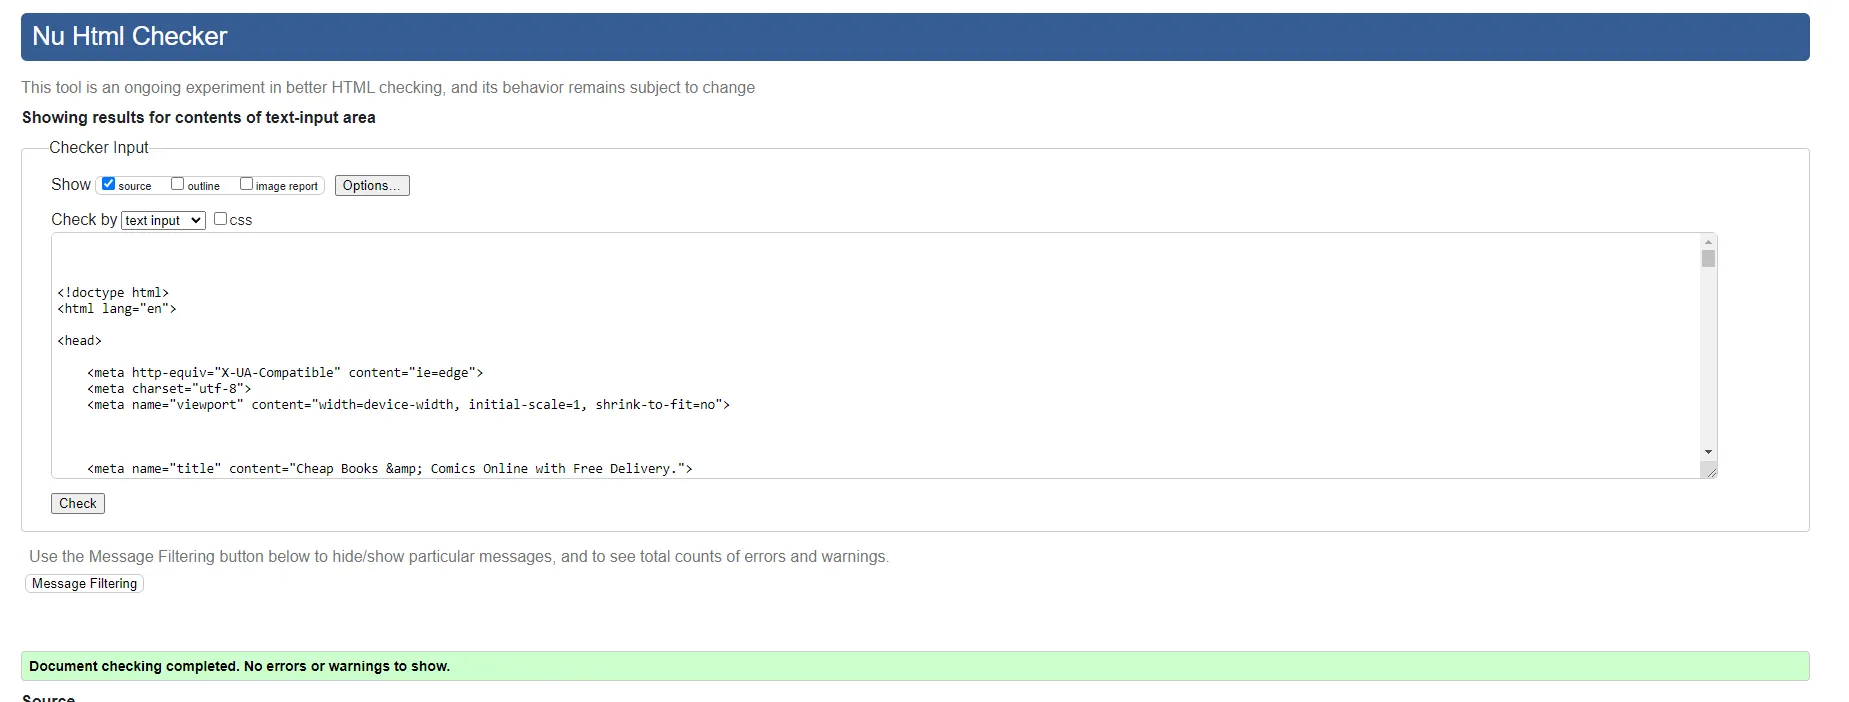 Nu Html Checker
This tool is an ongoing experiment in better HTML checking, and its behavior remains subject to change
Showing results for contents of text-input area
Checker Input
Show source outline image report Options...
Check by text input css
<!doctype html>
<html lang="en">
<head>
<meta http-equiv="X-UA-Compatible" content="ie=edge">
<meta charset="utf-8">
<meta name="viewport" content="width=device-width, initial-scale=1, shrink-to-fit=no">
<meta name="title" content="Cheap Books &amp; Comics Online with Free Delivery.">
Check
Use the Message Filtering button below to hide/show particular messages, and to see total counts of errors and warnings.
Message Filtering
Document checking completed. No errors or warnings to show.
Source